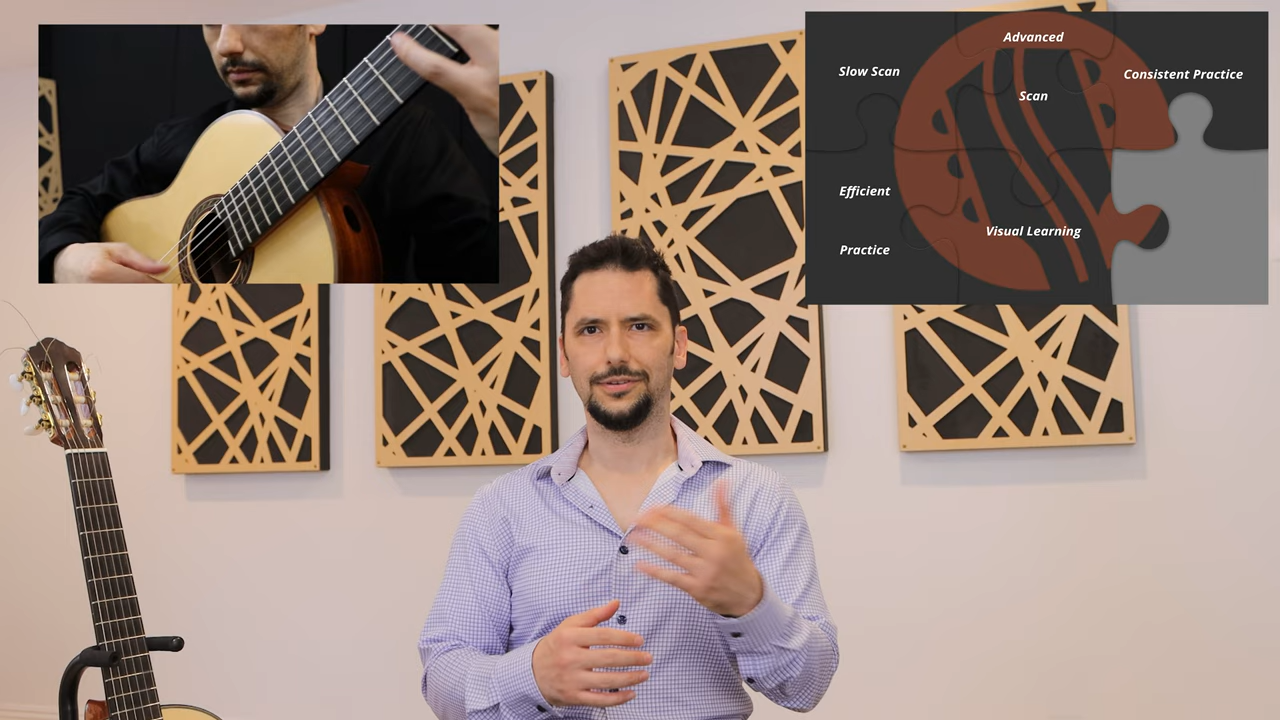 Advanced
Slow Scan
Consistent Practice
Scan
Efficient
Visual Learning
Practice